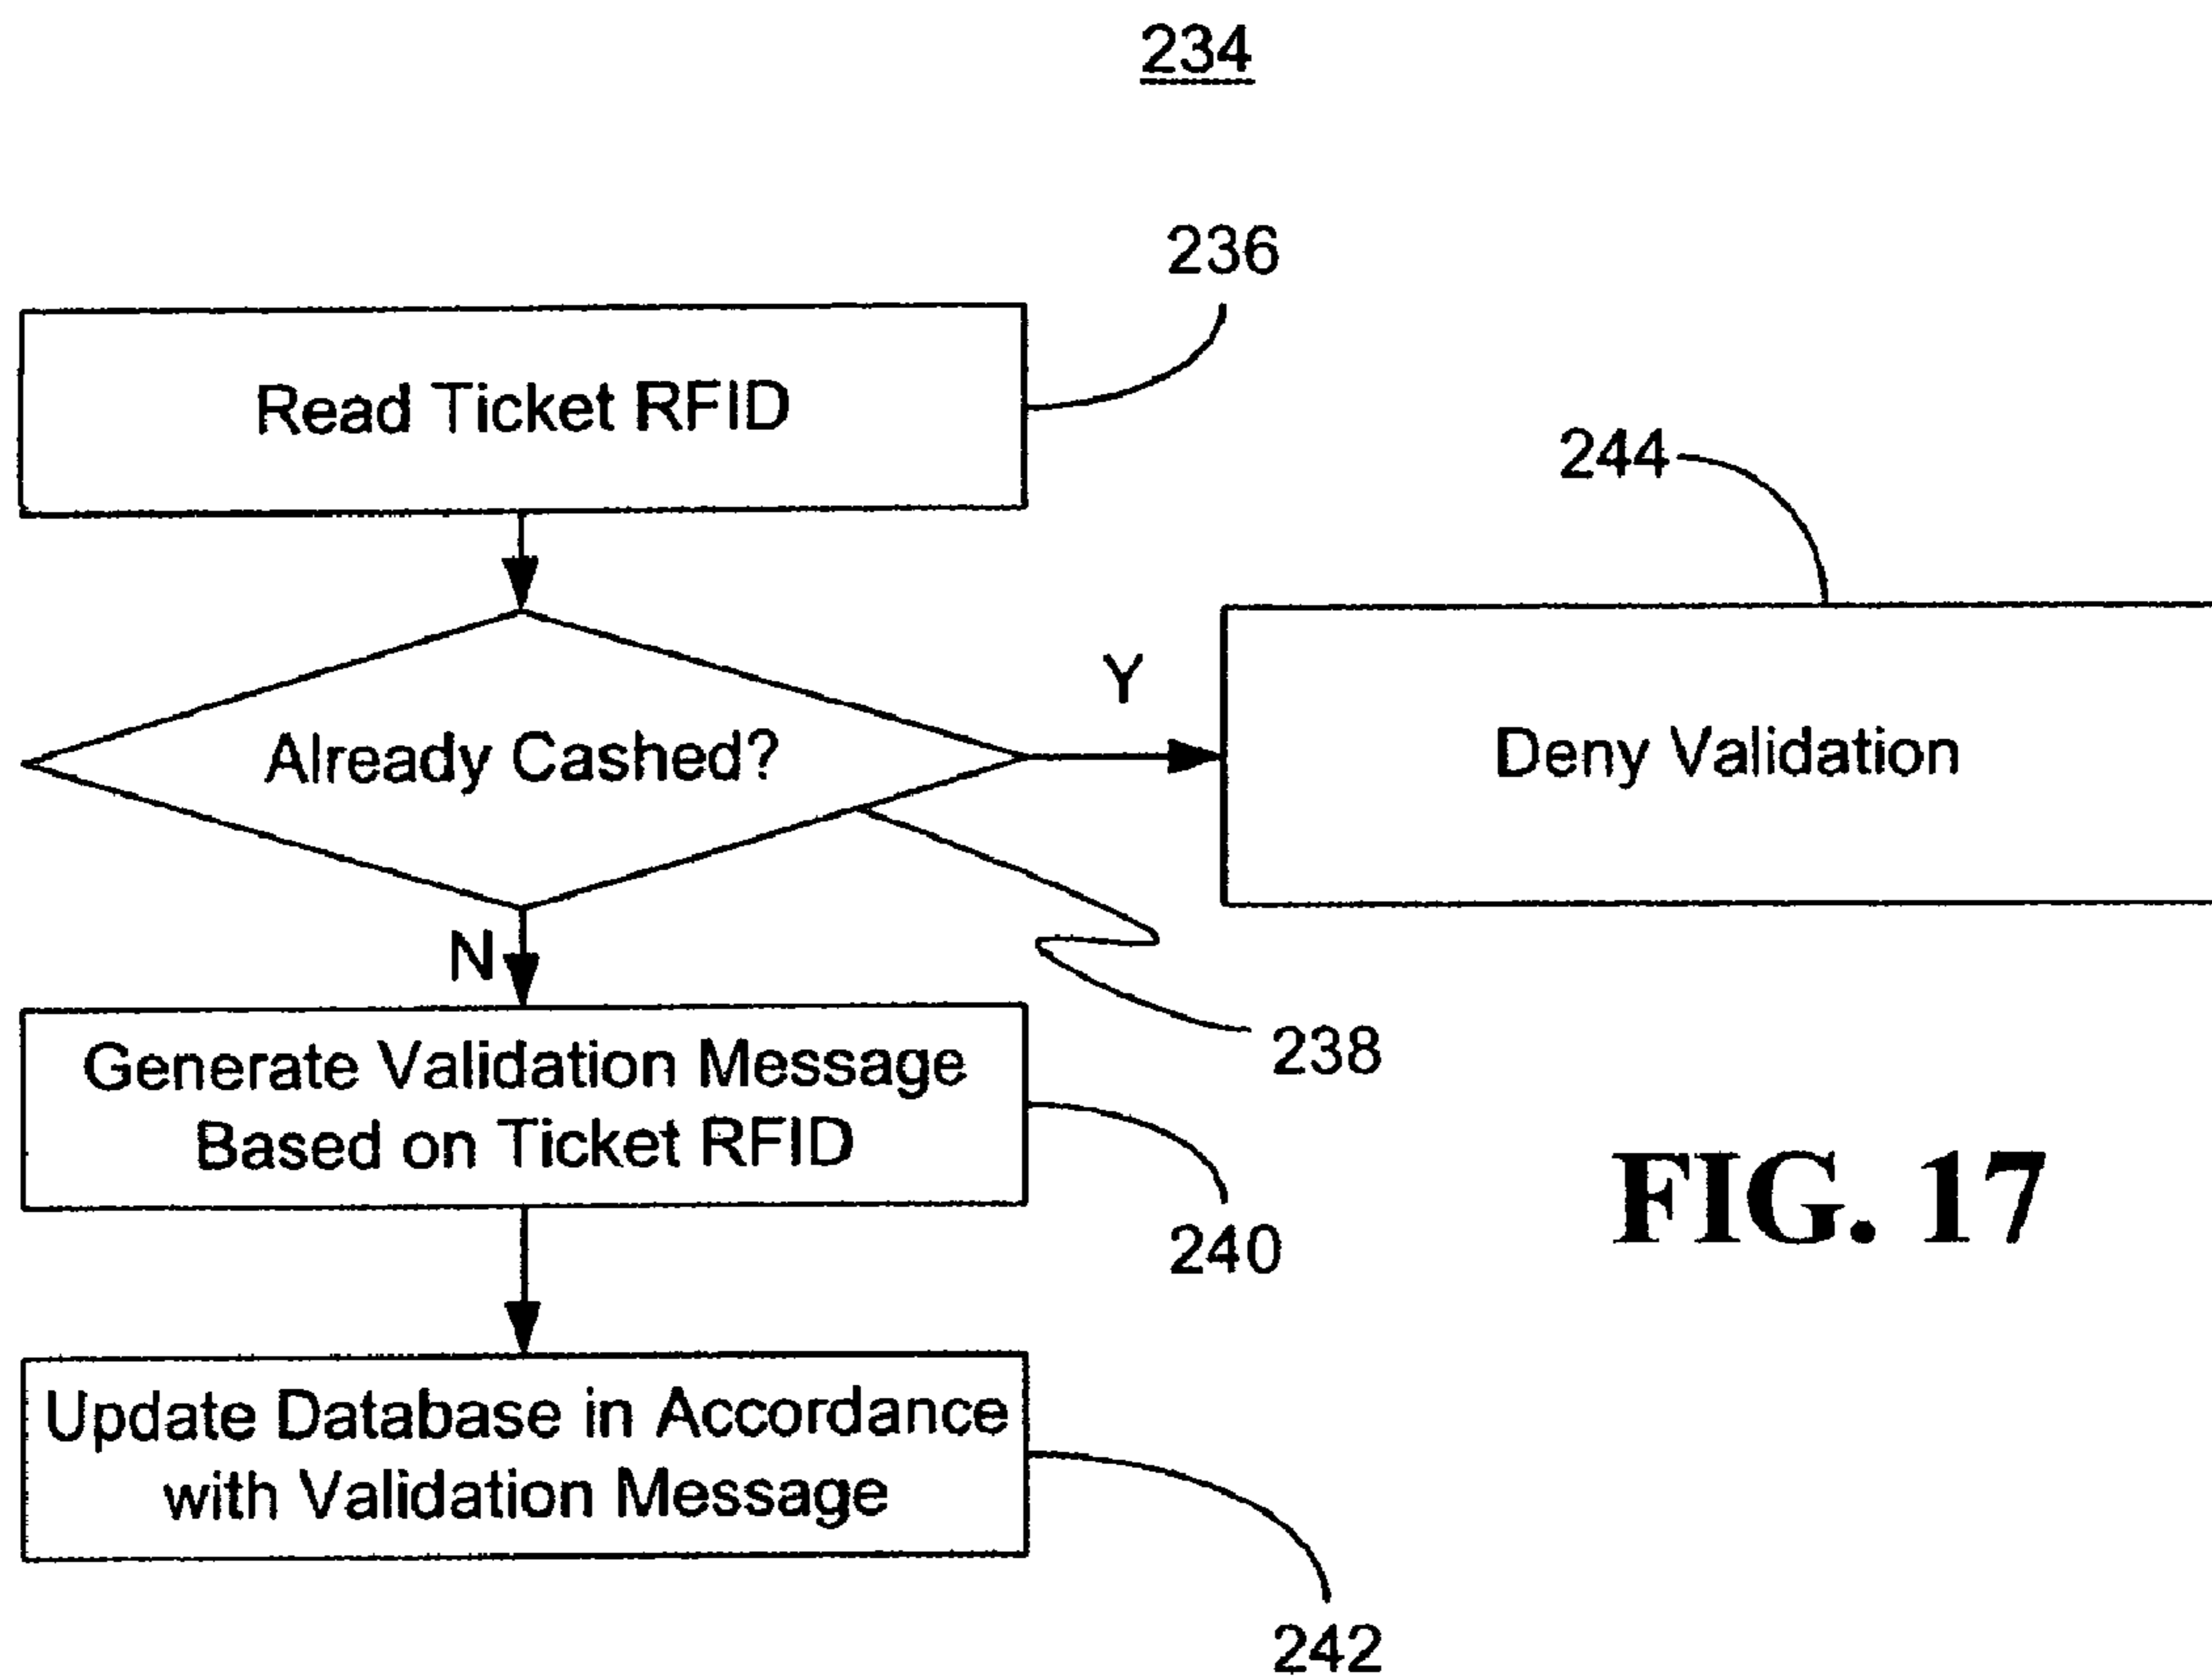 234
236
Read Ticket RFID
244
Already Cashed?
Y
Deny Validation
N
238
Generate Validation Message
Based on Ticket RFID
240
FIG. 17
Update Database in Accordance
with Validation Message
242